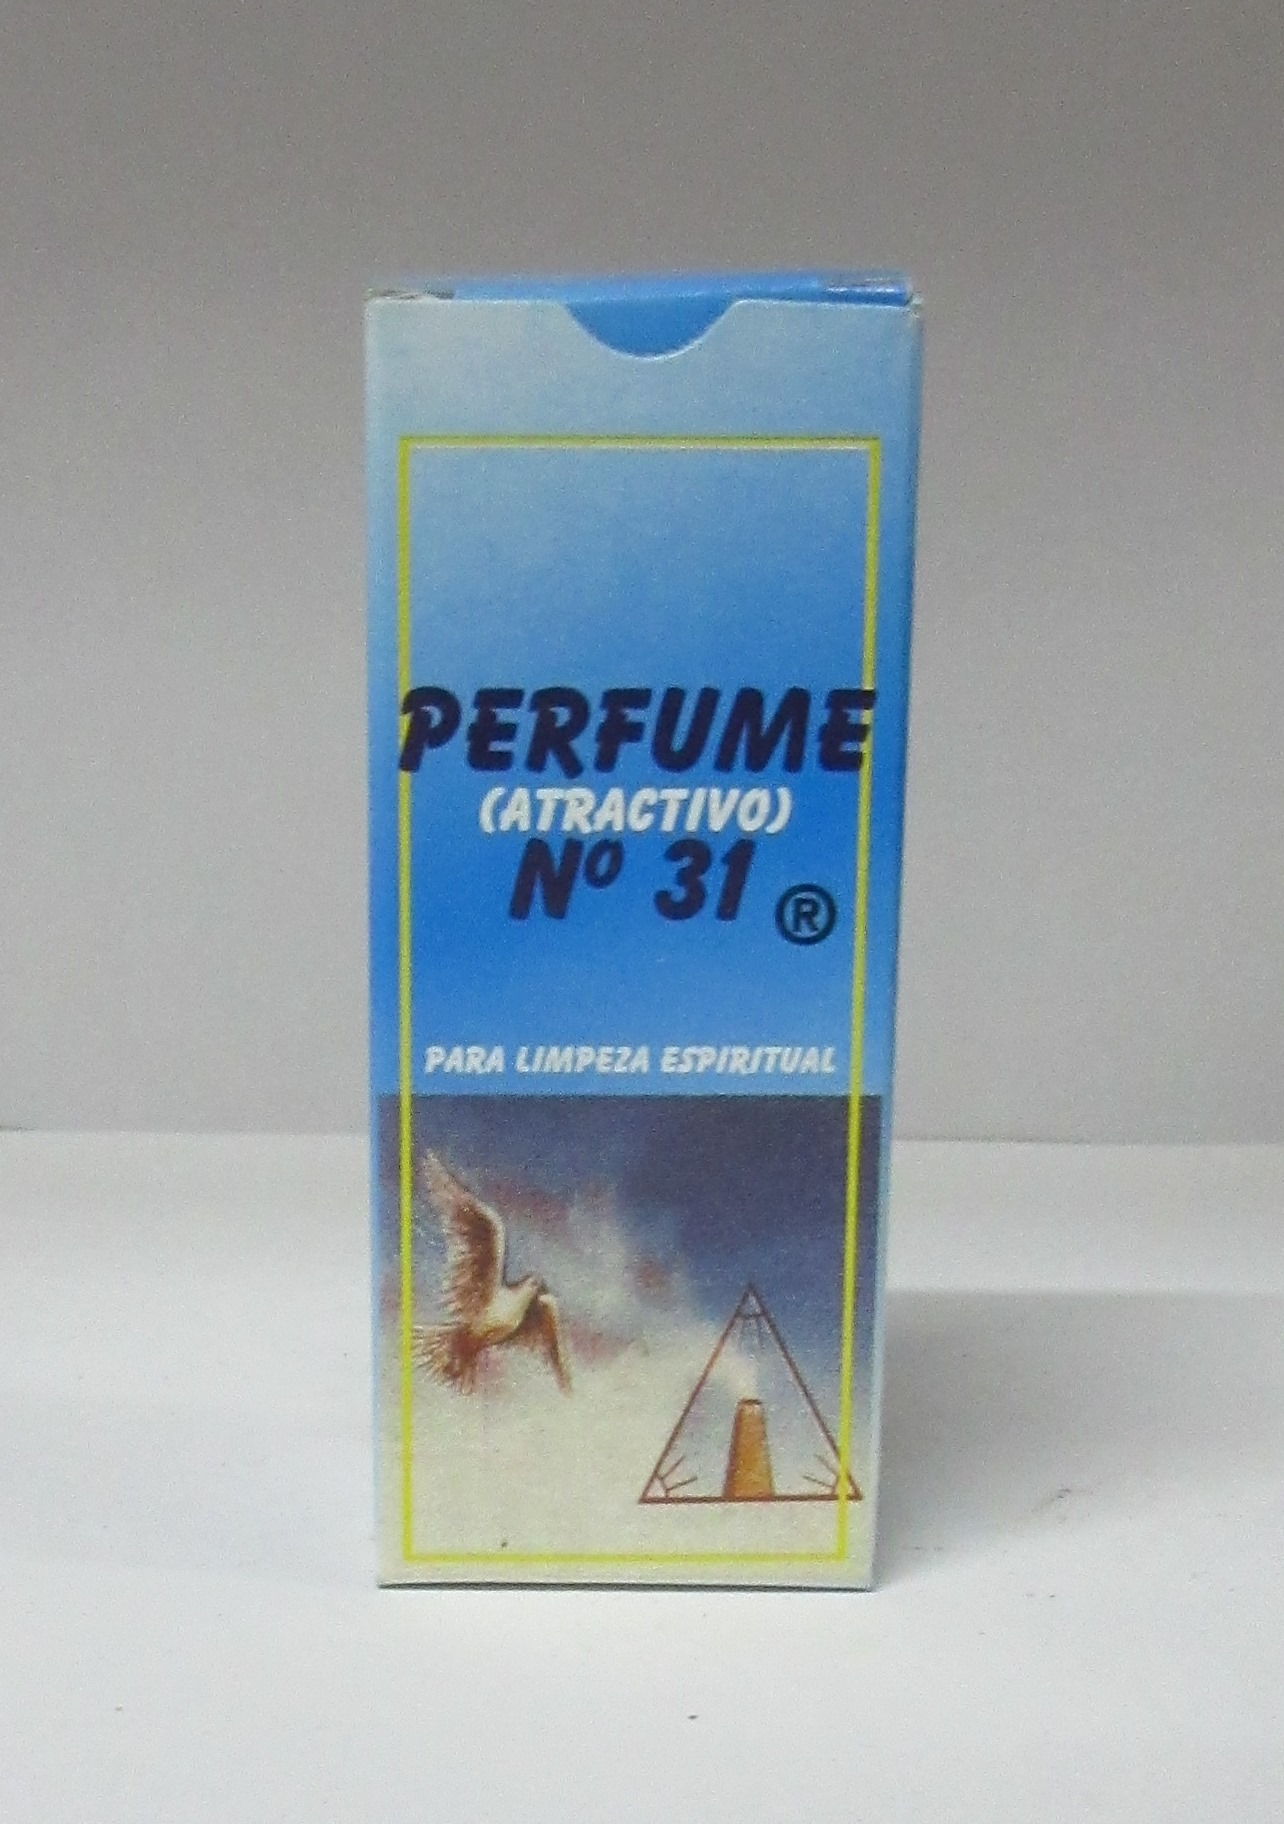 PERFUME
(ATRACTIVO)
Nº 31 ®
PARA LIMPEZA ESPIRITUAL